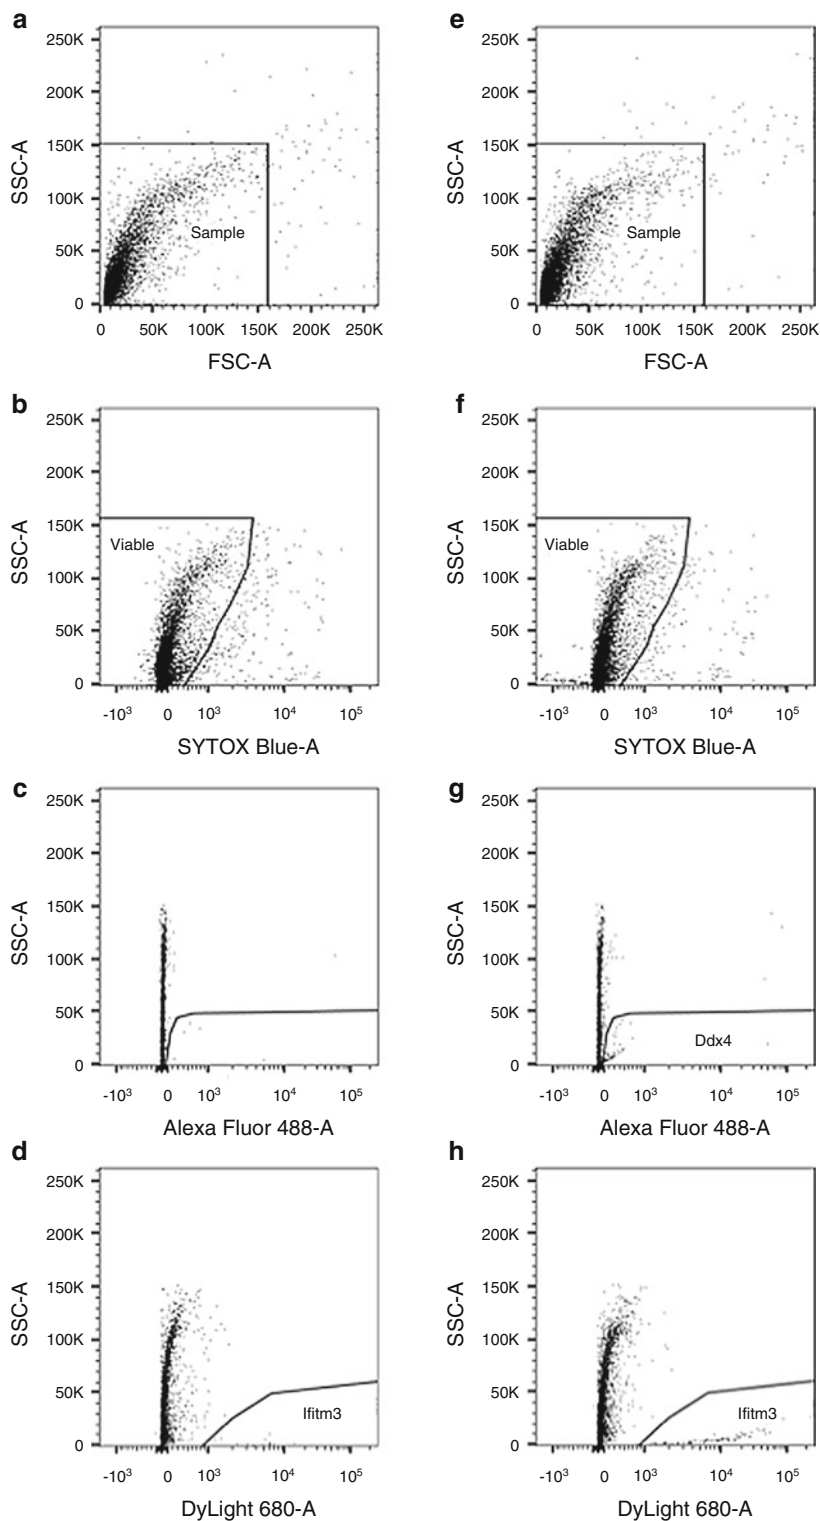 a
250K
200K
150K
100K
50K
0
SSC-A
Sample
0 50K 100K 150K 200K 250K
FSC-A
e
250K
200K
150K
100K
50K
0
SSC-A
Sample
0 50K 100K 150K 200K 250K
FSC-A
b
250K
200K
150K
100K
50K
0
SSC-A
Viable
-10³ 0 10³ 10⁴ 10⁵
SYTOX Blue-A
f
250K
200K
150K
100K
50K
0
SSC-A
Viable
-10³ 0 10³ 10⁴ 10⁵
SYTOX Blue-A
c
250K
200K
150K
100K
50K
0
SSC-A
-10³ 0 10³ 10⁴ 10⁵
Alexa Fluor 488-A
g
250K
200K
150K
100K
50K
0
SSC-A
Ddx4
-10³ 0 10³ 10⁴ 10⁵
Alexa Fluor 488-A
d
250K
200K
150K
100K
50K
0
SSC-A
Ifitm3
-10³ 0 10³ 10⁴ 10⁵
DyLight 680-A
h
250K
200K
150K
100K
50K
0
SSC-A
Ifitm3
-10³ 0 10³ 10⁴ 10⁵
DyLight 680-A